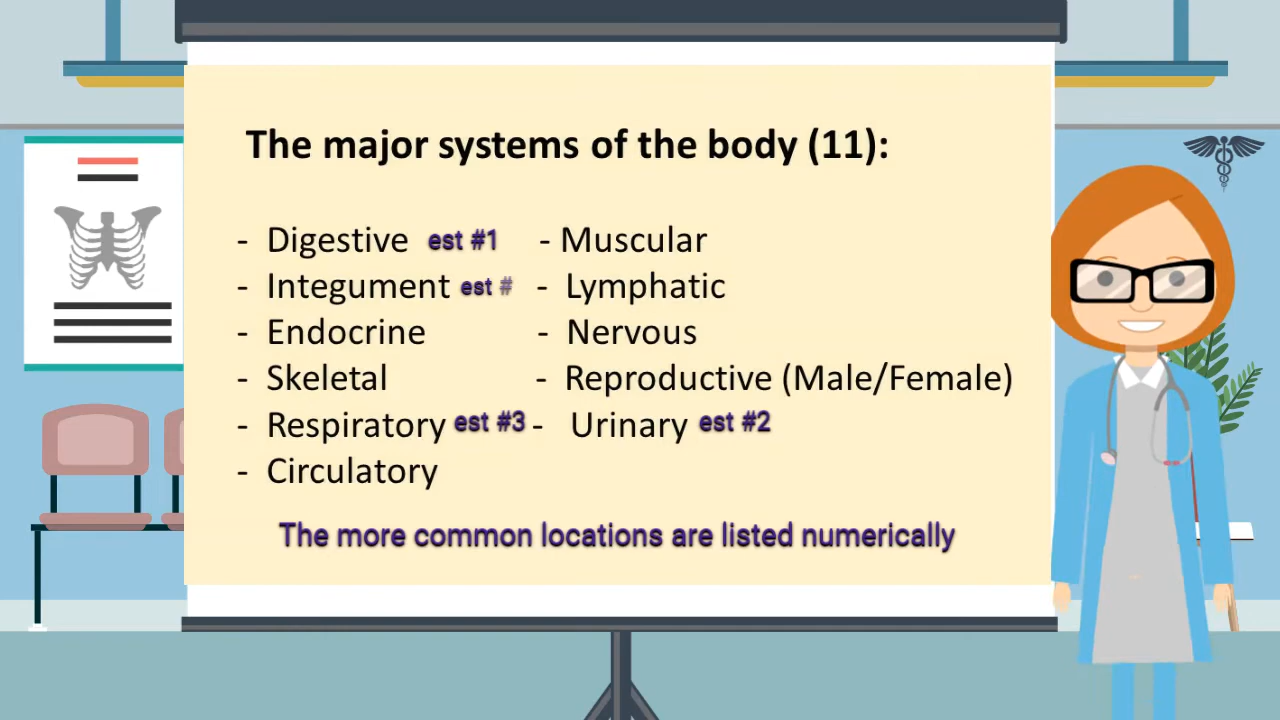 The major systems of the body (11):
- Digestive est #1 - Muscular
- Integument est # - Lymphatic
- Endocrine - Nervous
- Skeletal - Reproductive (Male/Female)
- Respiratory est #3 - Urinary est #2
- Circulatory
The more common locations are listed numerically